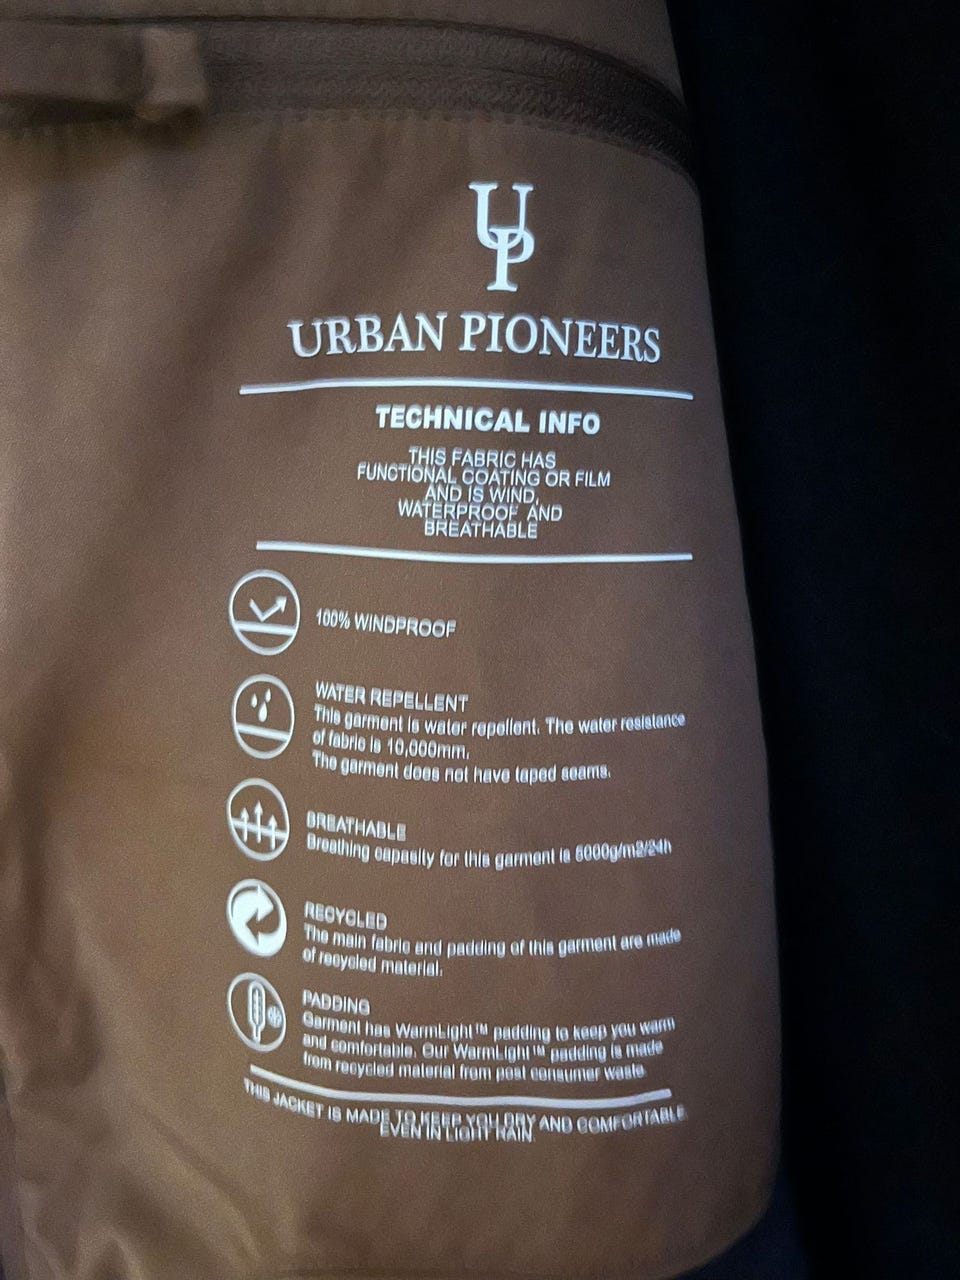 UP
URBAN PIONEERS
TECHNICAL INFO
THIS FABRIC HAS
FUNCTIONAL COATING OR FILM
AND IS WIND,
WATERPROOF AND
BREATHABLE
100% WINDPROOF
WATER REPELLENT
This garment is water repellent. The water resistance
of fabric is 10,000mm.
The garment does not have taped seams.
BREATHABLE
Breathing capasity for this garment is 5000g/m2/24h
RECYCLED
The main fabric and padding of this garment are made
of recycled material.
PADDING
Garment has WarmLight™ padding to keep you warm
and comfortable. Our WarmLight™ padding is made
from recycled material from post consumer waste.
THIS JACKET IS MADE TO KEEP YOU DRY AND COMFORTABLE
EVEN IN LIGHT RAIN.